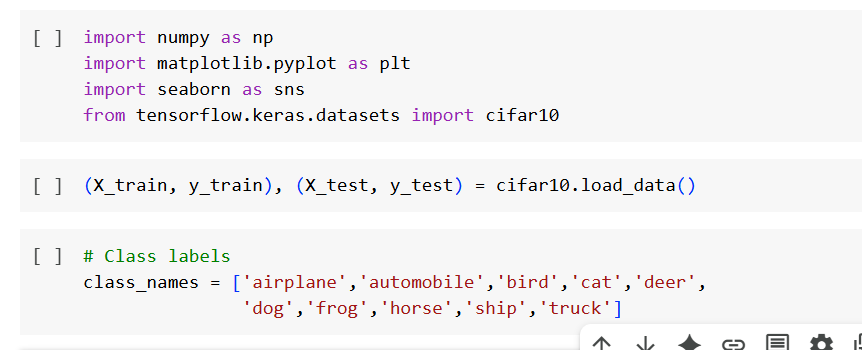 [ ] import numpy as np
import matplotlib.pyplot as plt
import seaborn as sns
from tensorflow.keras.datasets import cifar10
[ ] (X_train, y_train), (X_test, y_test) = cifar10.load_data()
[ ] # Class labels
class_names = ['airplane','automobile','bird','cat','deer',
'dog','frog','horse','ship','truck']